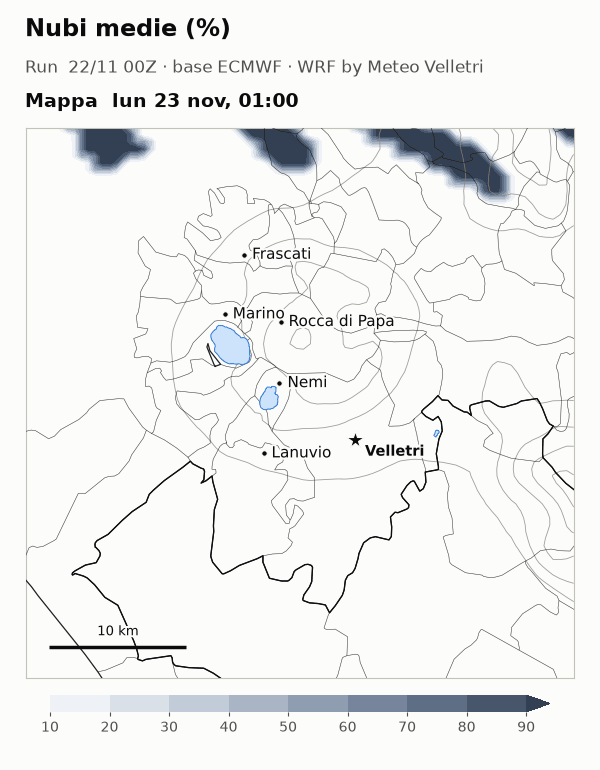 Nubi medie (%)
Run  22/11 00Z · base ECMWF · WRF by Meteo Velletri
Mappa  lun 23 nov, 01:00
Frascati
Marino
Rocca di Papa
Nemi
Velletri
Lanuvio
10 km
10 20 30 40 50 60 70 80 90